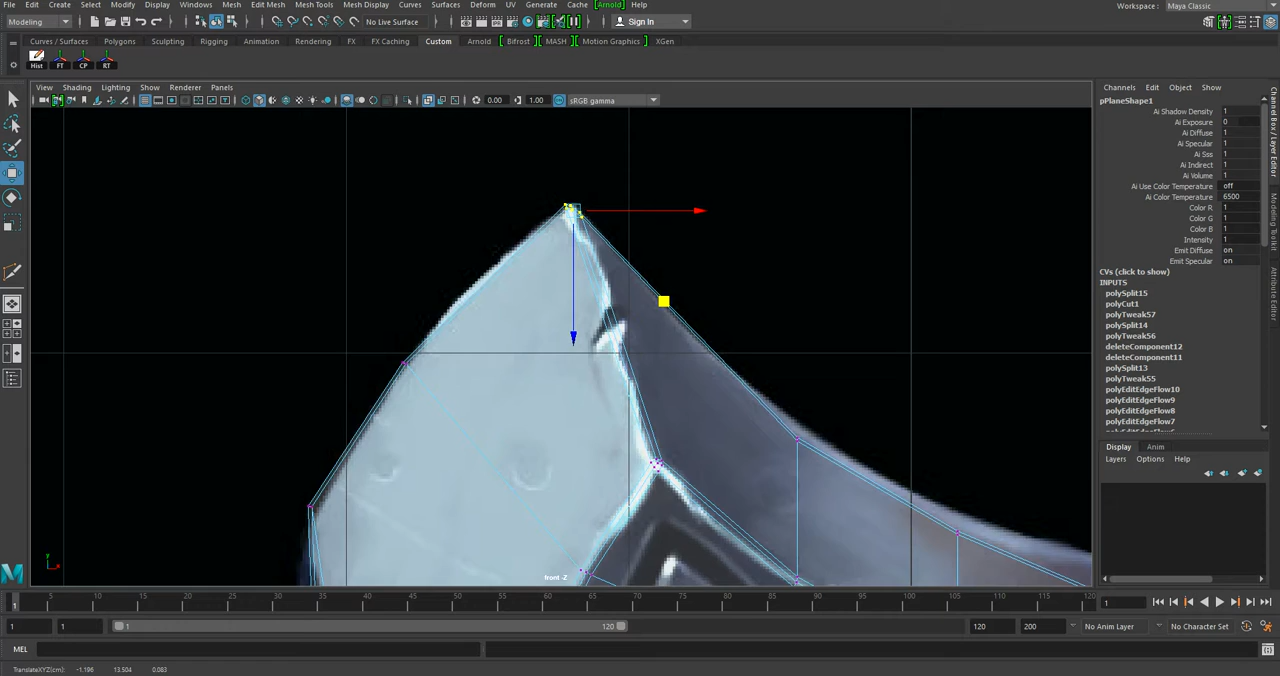 File Edit Create Select Modify Display Windows Mesh Edit Mesh Mesh Tools Mesh Display Curves Surfaces Deform UV Generate Cache [Arnold] Help Workspace : Maya Classic
Modeling No Live Surface Sign In
Curves / Surfaces Polygons Sculpting Rigging Animation Rendering FX FX Caching Custom Arnold Bifrost MASH Motion Graphics XGen
Hist FT CP RT
View Shading Lighting Show Renderer Panels
0.00 1.00 sRGB gamma
Channels Edit Object Show
pPlaneShape1
Ai Shadow Density 1
Ai Exposure 0
Ai Diffuse 1
Ai Specular 1
Ai Sss 1
Ai Indirect 1
Ai Volume 1
Ai Use Color Temperature off
Ai Color Temperature 6500
Color R 1
Color G 1
Color B 1
Intensity 1
Emit Diffuse on
Emit Specular on
CVs (click to show)
INPUTS
polySplit15
polyCut1
polyTweak57
polySplit14
polyTweak56
deleteComponent12
deleteComponent11
polySplit13
polyTweak55
polyEditEdgeFlow10
polyEditEdgeFlow9
polyEditEdgeFlow8
polyEditEdgeFlow7
Display Anim
Layers Options Help
Channel Box / Layer Editor
Modeling Toolkit
Attribute Editor
y
x
front -Z
5 10 15 20 25 30 35 40 45 50 55 60 65 70 75 80 85 90 95 100 105 110 115 120
1
1
1 1 1 120 120 200 No Anim Layer No Character Set
MEL
TranslateXYZ(cm): -1.196 13.504 0.083